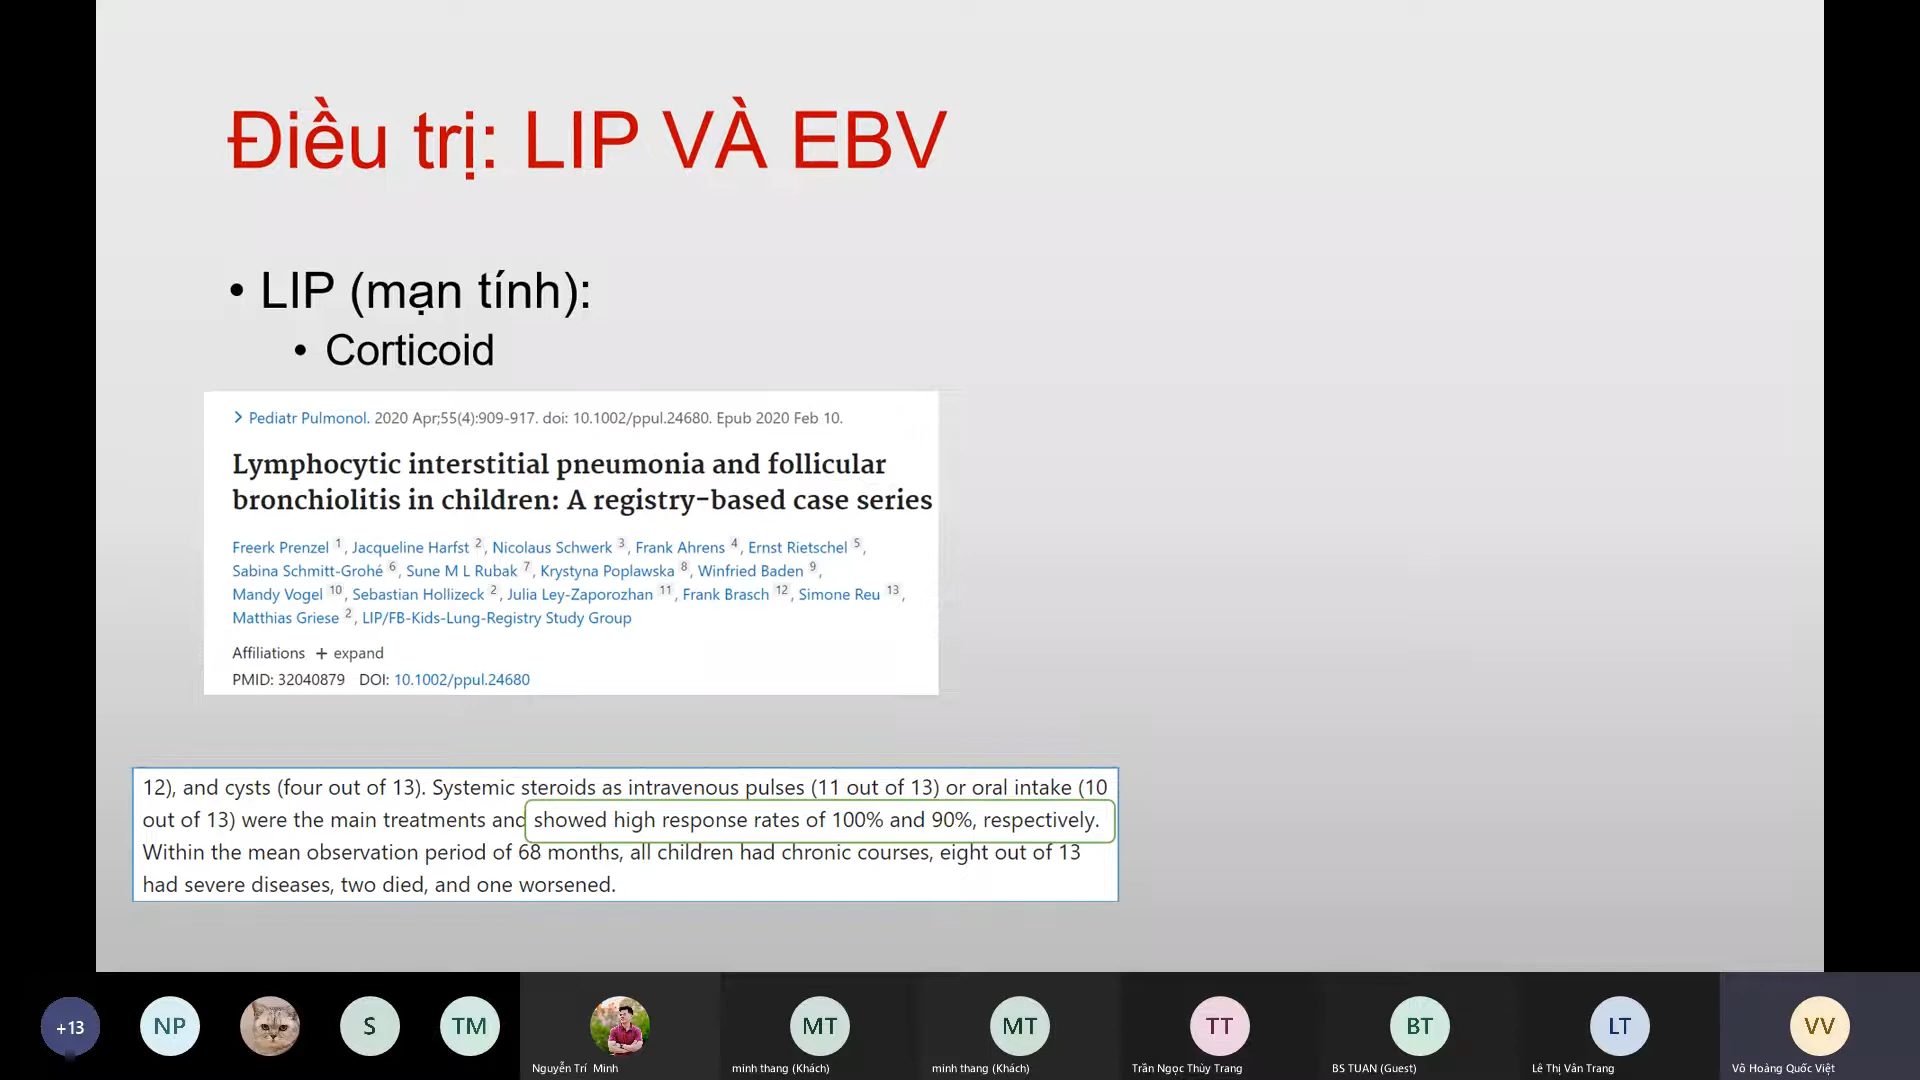 Điều trị: LIP VÀ EBV
• LIP (mạn tính):
• Corticoid
> Pediatr Pulmonol. 2020 Apr;55(4):909-917. doi: 10.1002/ppul.24680. Epub 2020 Feb 10.
Lymphocytic interstitial pneumonia and follicular
bronchiolitis in children: A registry-based case series
Freerk Prenzel 1, Jacqueline Harfst 2, Nicolaus Schwerk 3, Frank Ahrens 4, Ernst Rietschel 5,
Sabina Schmitt-Grohé 6, Sune M L Rubak 7, Krystyna Poplawska 8, Winfried Baden 9,
Mandy Vogel 10, Sebastian Hollizeck 2, Julia Ley-Zaporozhan 11, Frank Brasch 12, Simone Reu 13,
Matthias Griese 2, LIP/FB-Kids-Lung-Registry Study Group
Affiliations + expand
PMID: 32040879 DOI: 10.1002/ppul.24680
12), and cysts (four out of 13). Systemic steroids as intravenous pulses (11 out of 13) or oral intake (10
out of 13) were the main treatments and showed high response rates of 100% and 90%, respectively.
Within the mean observation period of 68 months, all children had chronic courses, eight out of 13
had severe diseases, two died, and one worsened.
+13 NP S TM MT MT TT BT LT VV
Nguyễn Trí Minh minh thang (Khách) minh thang (Khách) Trần Ngọc Thùy Trang BS TUAN (Guest) Lê Thị Vân Trang Võ Hoàng Quốc Việt